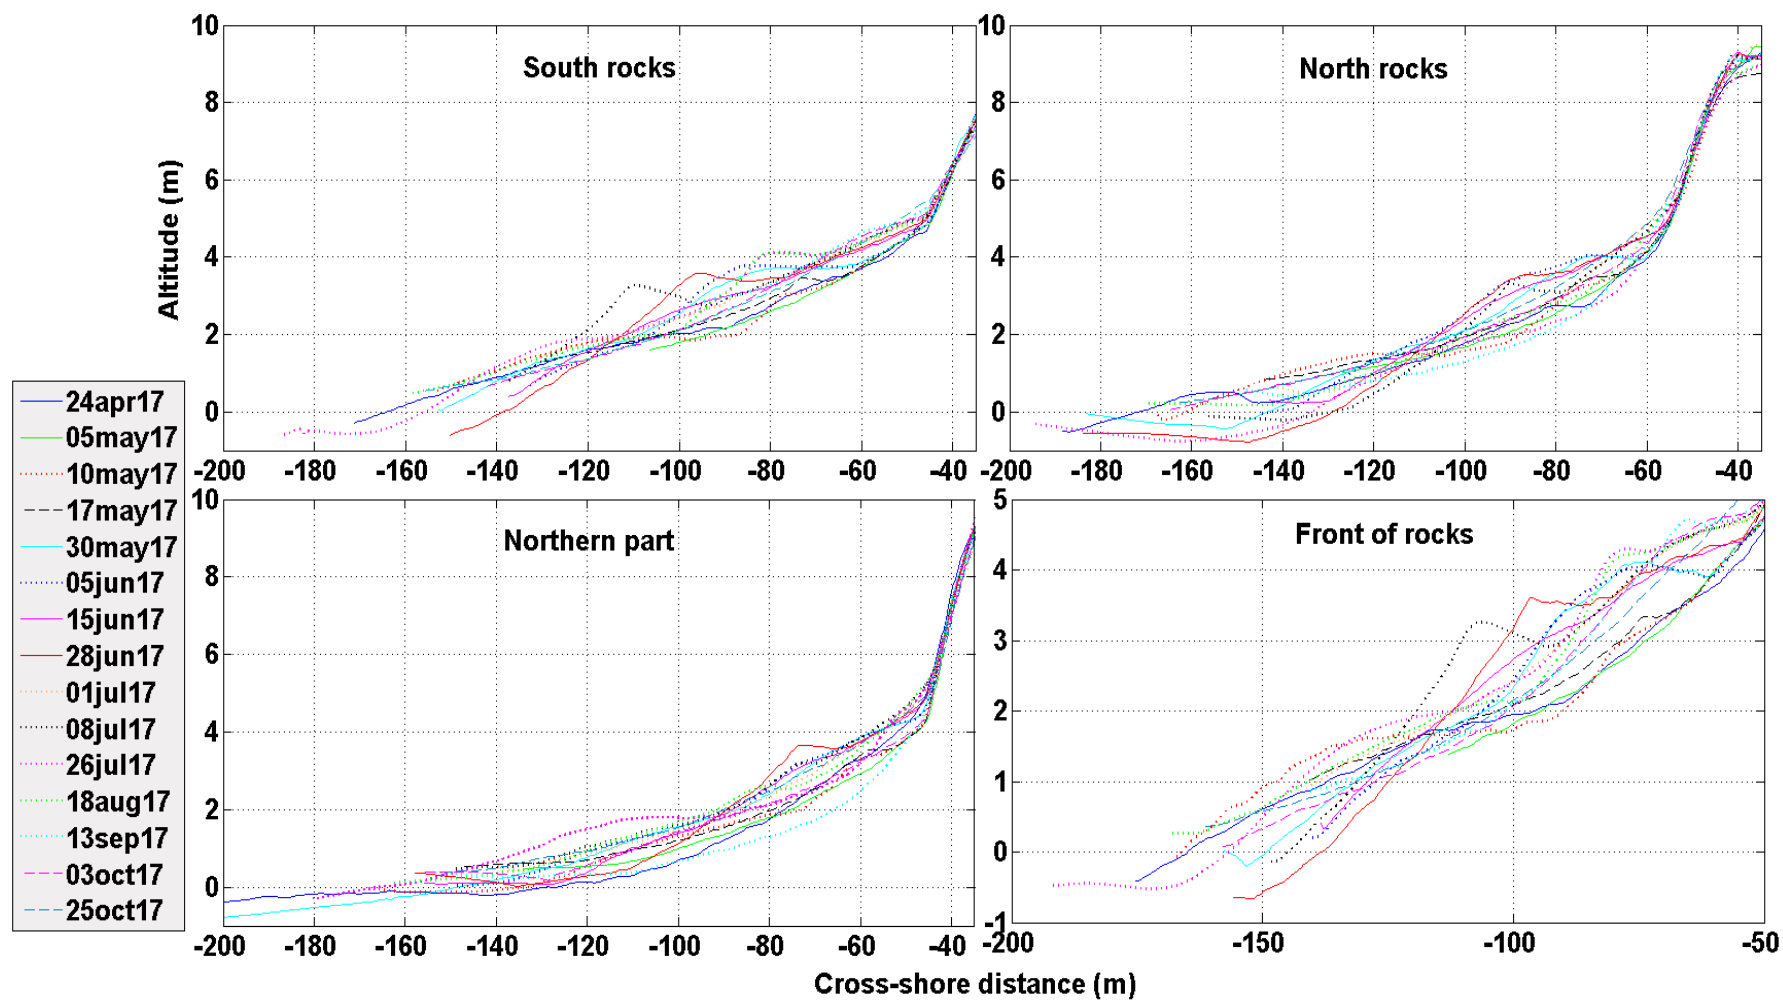 10
8
6
4
2
0
-200
-180
-160
-140
-120
-100
-80
-60
-40
South rocks
10
8
6
4
2
0
-200
-180
-160
-140
-120
-100
-80
-60
-40
North rocks
Altitude (m)
24apr17
05may17
10may17
17may17
30may17
05jun17
15jun17
28jun17
01jul17
08jul17
26jul17
18aug17
13sep17
03oct17
25oct17
10
8
6
4
2
0
-200
-180
-160
-140
-120
-100
-80
-60
-40
Northern part
5
4
3
2
1
0
-1
-200
-150
-100
-50
Front of rocks
Cross-shore distance (m)